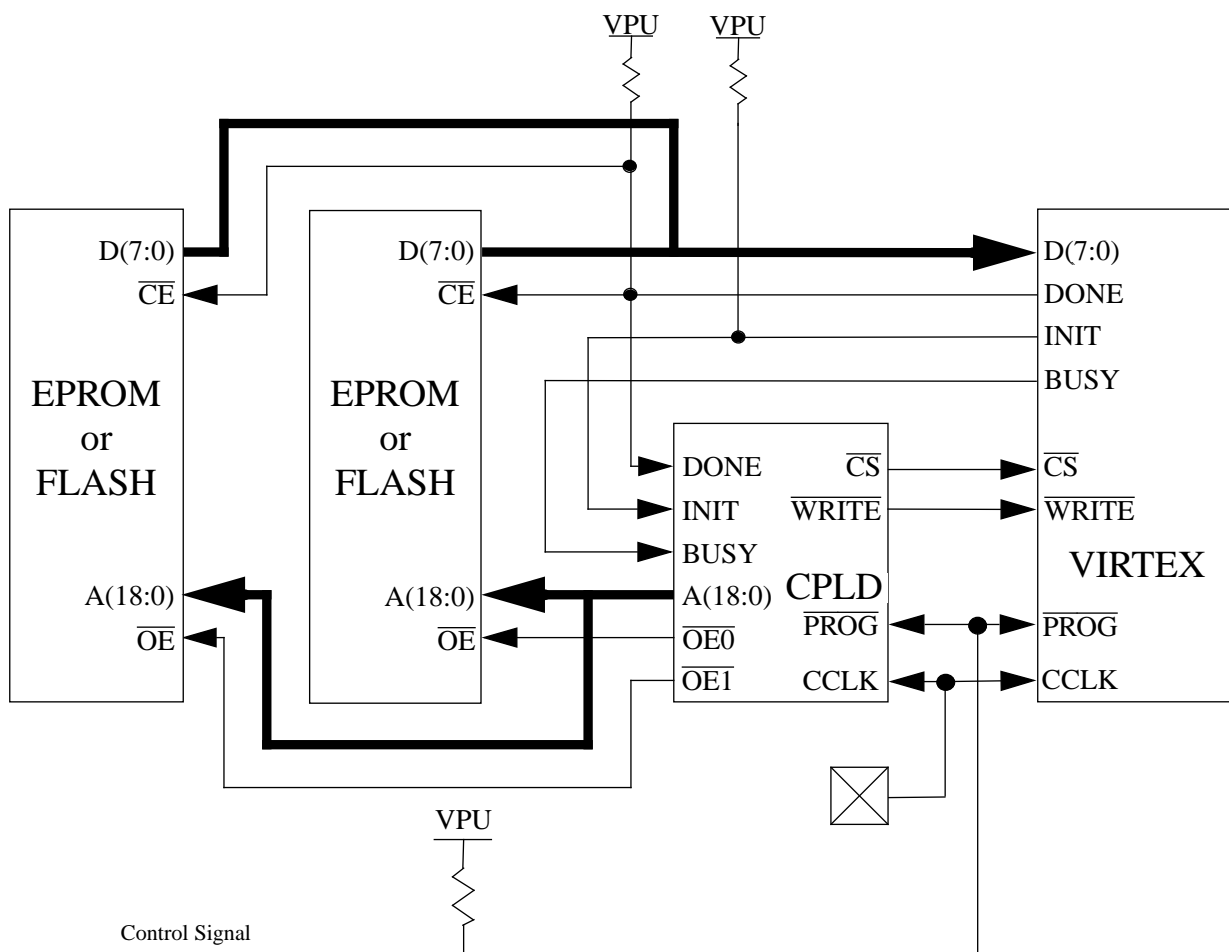 VPU
VPU
D(7:0)
CE
EPROM
or
FLASH
A(18:0)
OE
D(7:0)
CE
EPROM
or
FLASH
A(18:0)
OE
DONE
INIT
BUSY
A(18:0)
OE0
OE1
CS
WRITE
CPLD
PROG
CCLK
D(7:0)
DONE
INIT
BUSY
CS
WRITE
VIRTEX
PROG
CCLK
VPU
Control Signal